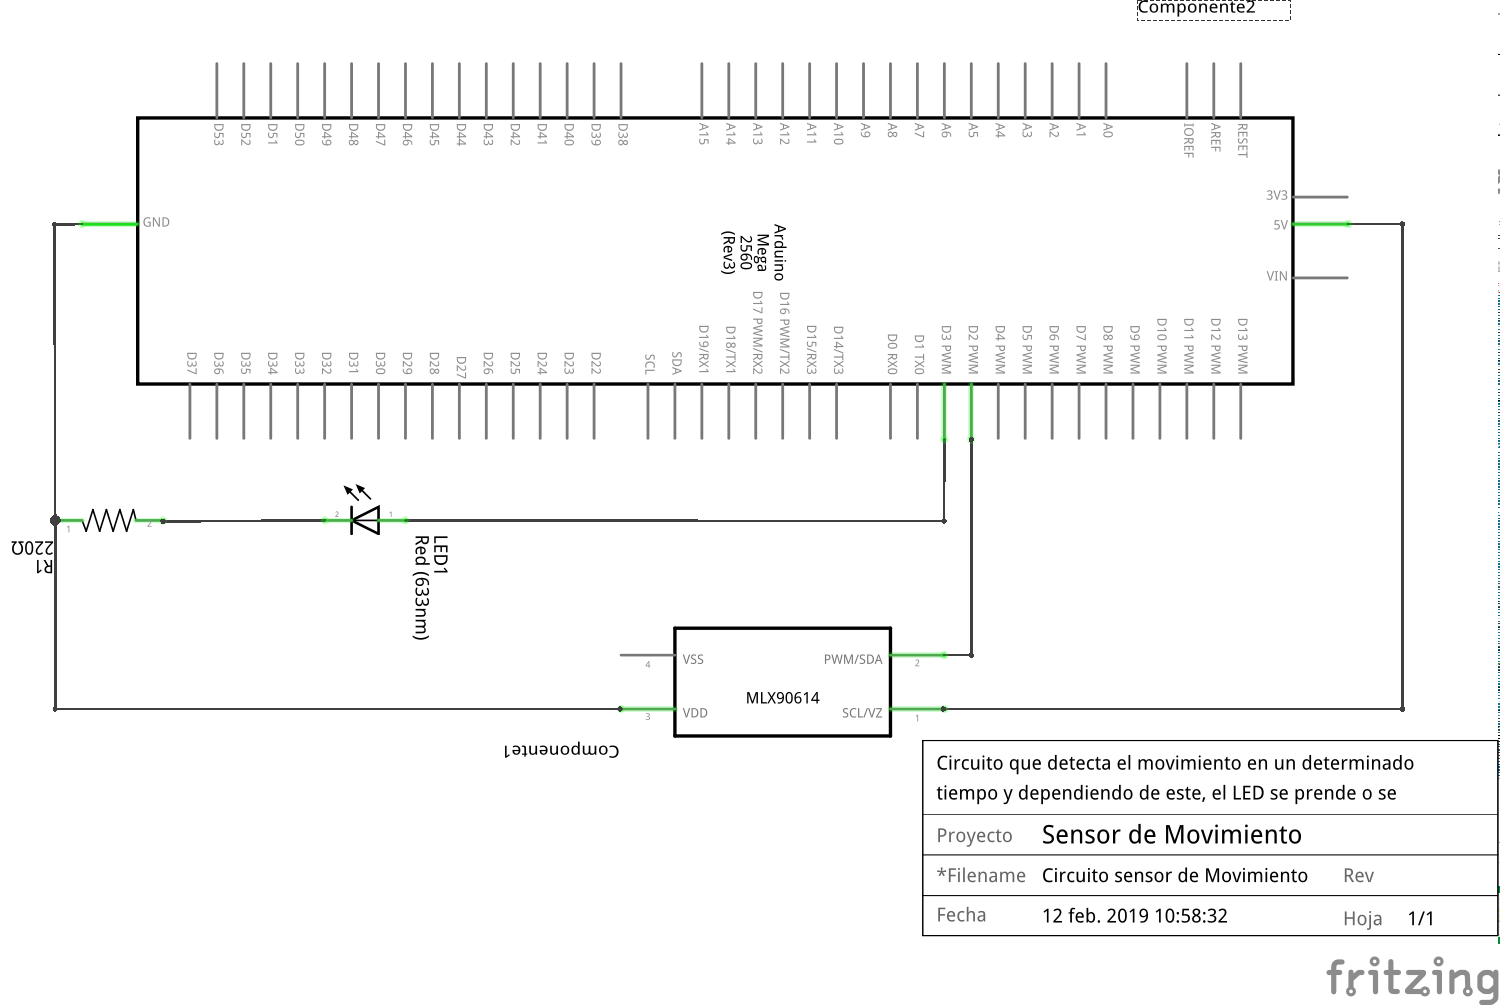 Componente2
D53
D52
D51
D50
D49
D48
D47
D46
D45
D44
D43
D42
D41
D40
D39
D38
A15
A14
A13
A12
A11
A10
A9
A8
A7
A6
A5
A4
A3
A2
A1
A0
IOREF
AREF
RESET
3V3
5V
VIN
GND
Arduino
Mega
2560
(Rev3)
D37
D36
D35
D34
D33
D32
D31
D30
D29
D28
D27
D26
D25
D24
D23
D22
SCL
SDA
D19/RX1
D18/TX1
D17 PWM/RX2
D16 PWM/TX2
D15/RX3
D14/TX3
D0 RX0
D1 TX0
D3 PWM
D2 PWM
D4 PWM
D5 PWM
D6 PWM
D7 PWM
D8 PWM
D9 PWM
D10 PWM
D11 PWM
D12 PWM
D13 PWM
1
2
2
1
R1
220Ω
LED1
Red (633nm)
4
VSS
PWM/SDA
2
MLX90614
3
VDD
SCL/VZ
1
Componente1
Circuito que detecta el movimiento en un determinado
tiempo y dependiendo de este, el LED se prende o se
Proyecto Sensor de Movimiento
*Filename Circuito sensor de Movimiento Rev
Fecha 12 feb. 2019 10:58:32 Hoja 1/1
fritzing